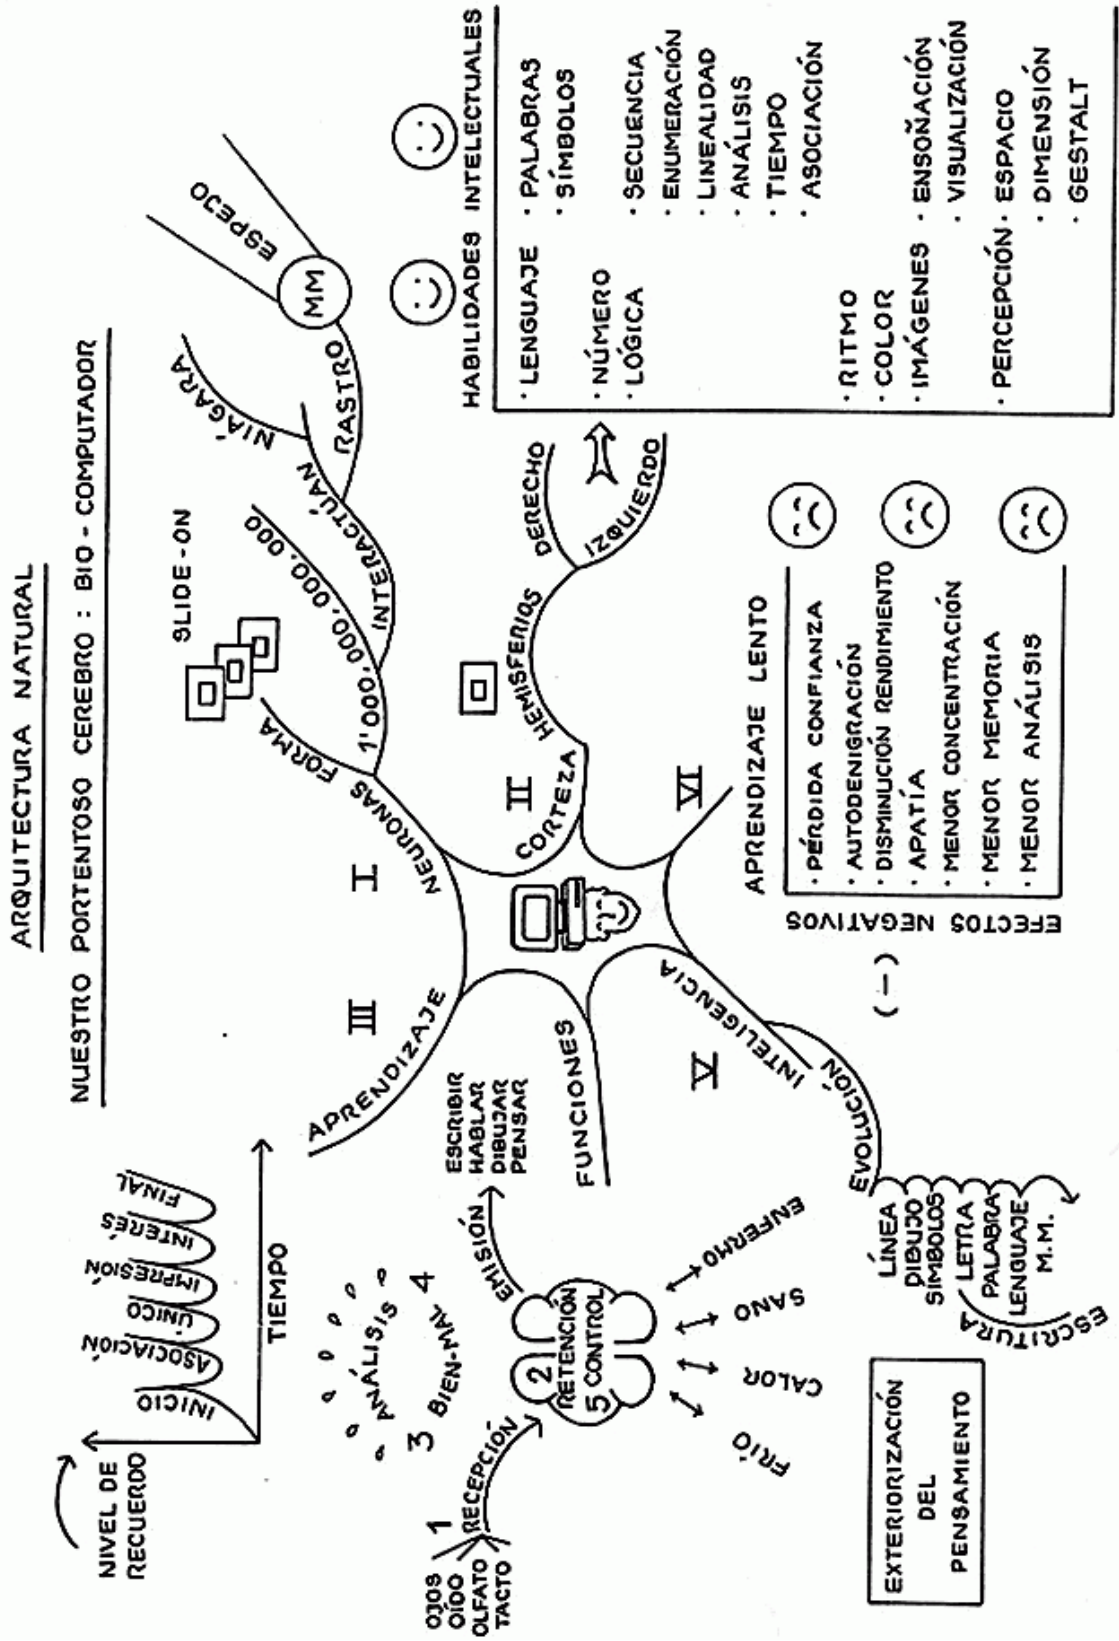 ARQUITECTURA NATURAL
NUESTRO PORTENTOSO CEREBRO : BIO - COMPUTADOR
NIVEL DE
RECUERDO
INICIO
ASOCIACIÓN
ÚNICO
IMPRESIÓN
INTERÉS
FINAL
TIEMPO
I
NEURONAS
FORMA
SLIDE-ON
1'000,000,000,000
INTERACTÚAN
NIÁGARA
RASTRO
MM
ESPEJO
II
CORTEZA
HEMISFERIOS
DERECHO
IZQUIERDO
HABILIDADES INTELECTUALES
· LENGUAJE · PALABRAS
· SÍMBOLOS
· NÚMERO
· LÓGICA · SECUENCIA
· ENUMERACIÓN
· LINEALIDAD
· ANÁLISIS
· TIEMPO
· ASOCIACIÓN
· RITMO
· COLOR
· IMÁGENES · ENSOÑACIÓN
· VISUALIZACIÓN
· PERCEPCIÓN · ESPACIO
· DIMENSIÓN
· GESTALT
III
APRENDIZAJE
FUNCIONES
1
OJOS
OÍDO
OLFATO
TACTO
RECEPCIÓN
2
RETENCIÓN
5 CONTROL
ANÁLISIS
3 BIEN-MAL 4
EMISIÓN
ESCRIBIR
HABLAR
DIBUJAR
PENSAR
FRÍO
CALOR
SANO
ENFERMO
V
INTELIGENCIA
EVOLUCIÓN
LÍNEA
DIBUJO
SIMBOLOS
LETRA
PALABRA
LENGUAJE
M.M.
ESCRITURA
EXTERIORIZACIÓN
DEL
PENSAMIENTO
VI
APRENDIZAJE LENTO
(-)
EFECTOS NEGATIVOS
· PÉRDIDA CONFIANZA
· AUTODENIGRACIÓN
· DISMINUCIÓN RENDIMIENTO
· APATÍA
· MENOR CONCENTRACIÓN
· MENOR MEMORIA
· MENOR ANÁLISIS